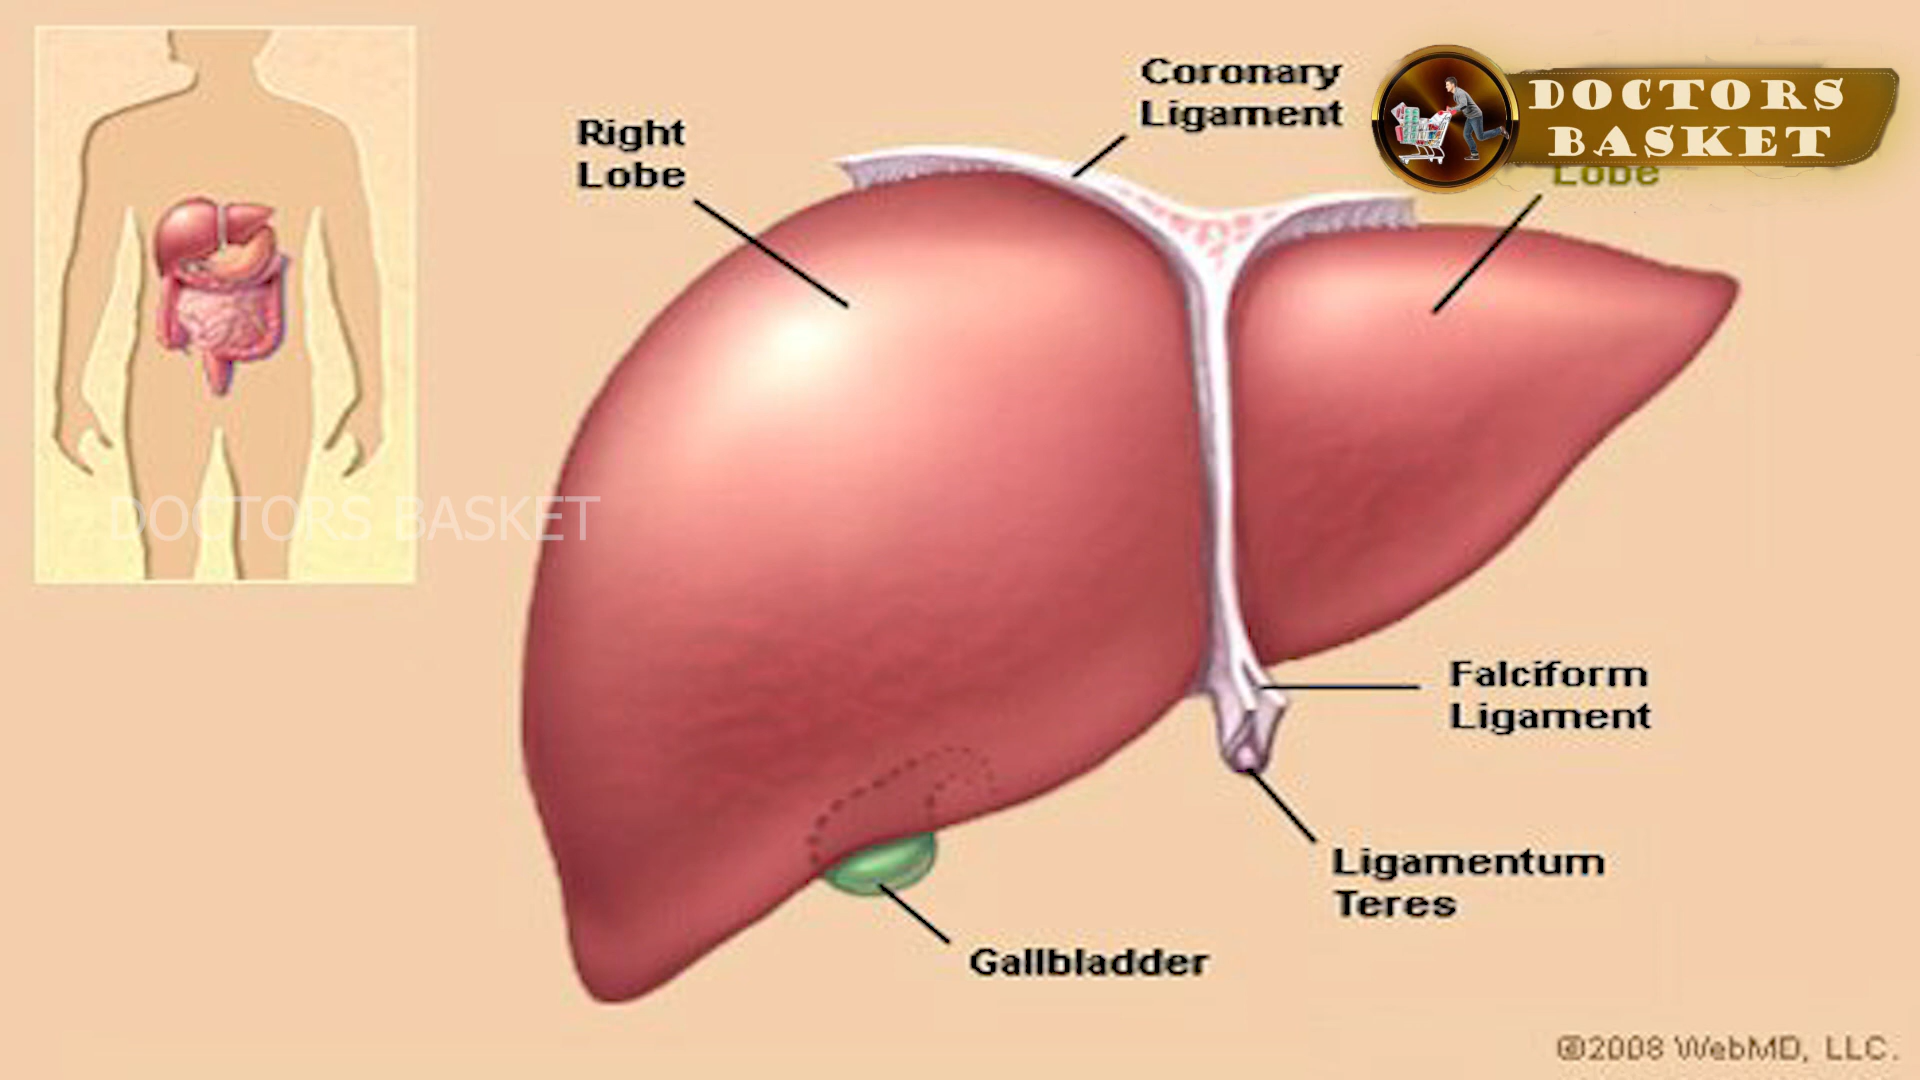 Coronary
Ligament
Right
Lobe
DOCTORS
BASKET
Lobe
DOCTORS BASKET
Falciform
Ligament
Ligamentum
Teres
Gallbladder
©2008 WebMD, LLC.